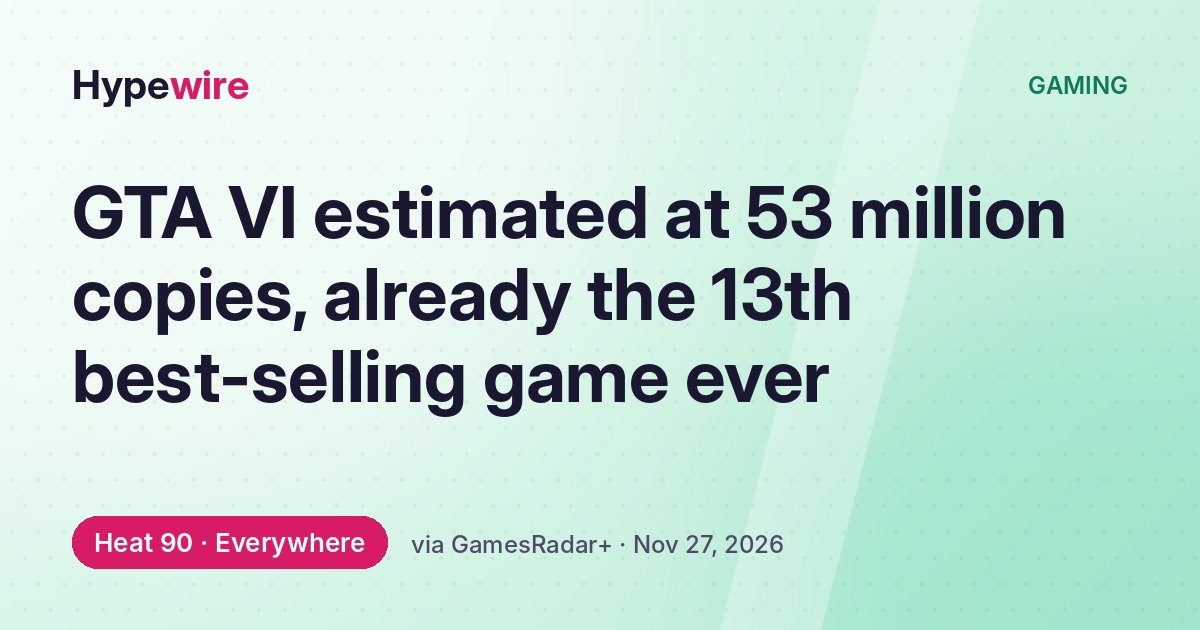 Hypewire
GAMING
GTA VI estimated at 53 million
copies, already the 13th
best-selling game ever
Heat 90 · Everywhere
via GamesRadar+ · Nov 27, 2026